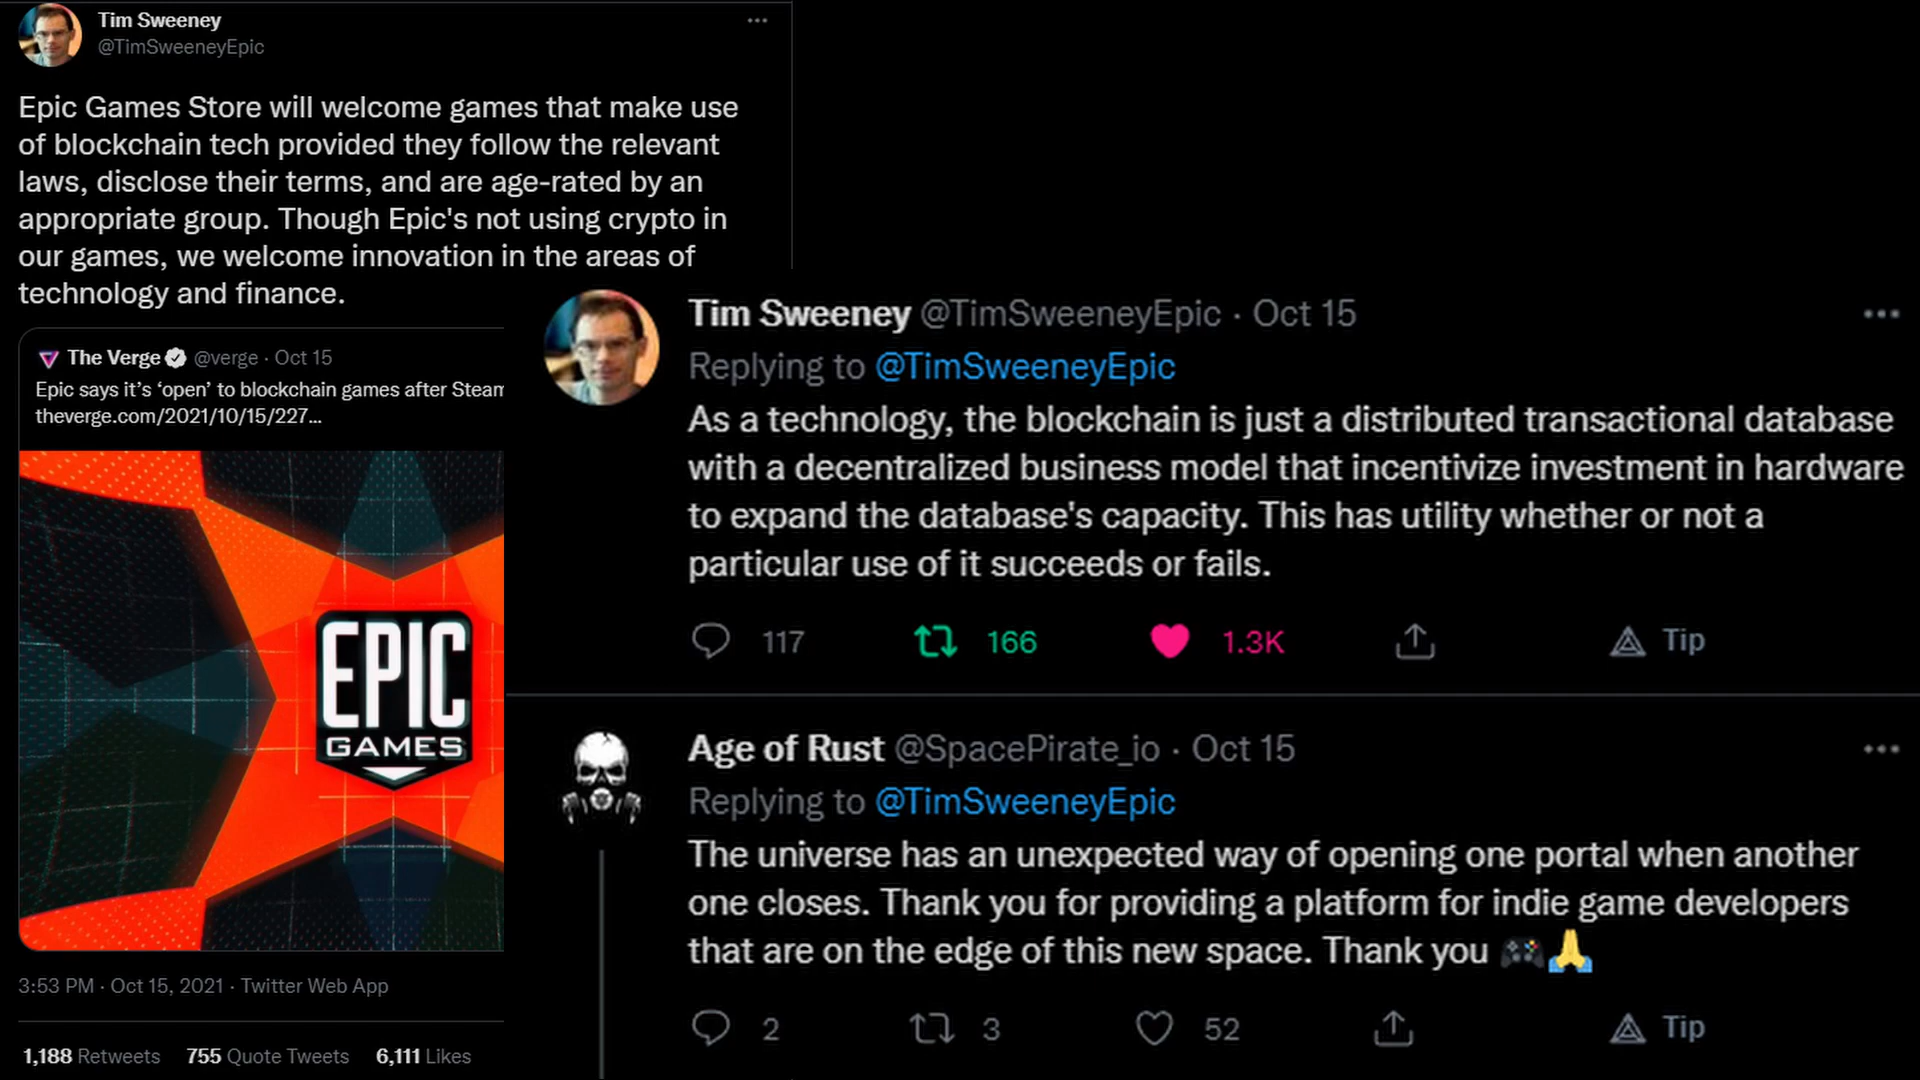 Tim Sweeney
@TimSweeneyEpic
Epic Games Store will welcome games that make use
of blockchain tech provided they follow the relevant
laws, disclose their terms, and are age-rated by an
appropriate group. Though Epic's not using crypto in
our games, we welcome innovation in the areas of
technology and finance.
The Verge @verge · Oct 15
Epic says it's ‘open’ to blockchain games after Steam
theverge.com/2021/10/15/227...
EPIC
GAMES
3:53 PM · Oct 15, 2021 · Twitter Web App
1,188 Retweets 755 Quote Tweets 6,111 Likes
Tim Sweeney @TimSweeneyEpic · Oct 15
Replying to @TimSweeneyEpic
As a technology, the blockchain is just a distributed transactional database
with a decentralized business model that incentivize investment in hardware
to expand the database's capacity. This has utility whether or not a
particular use of it succeeds or fails.
117 166 1.3K Tip
Age of Rust @SpacePirate_io · Oct 15
Replying to @TimSweeneyEpic
The universe has an unexpected way of opening one portal when another
one closes. Thank you for providing a platform for indie game developers
that are on the edge of this new space. Thank you 🎮🙏
2 3 52 Tip